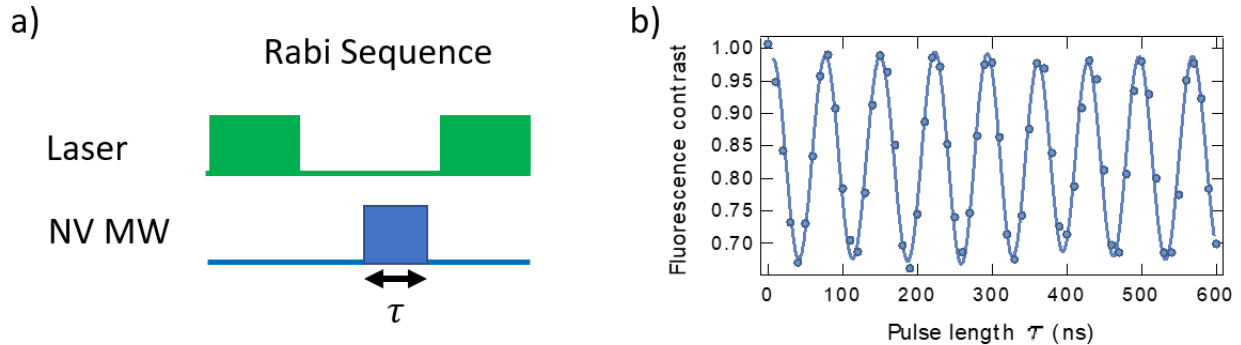 a)
Rabi Sequence
Laser
NV MW
τ
b)
Fluorescence contrast
1.00
0.95
0.90
0.85
0.80
0.75
0.70
0 100 200 300 400 500 600
Pulse length τ (ns)